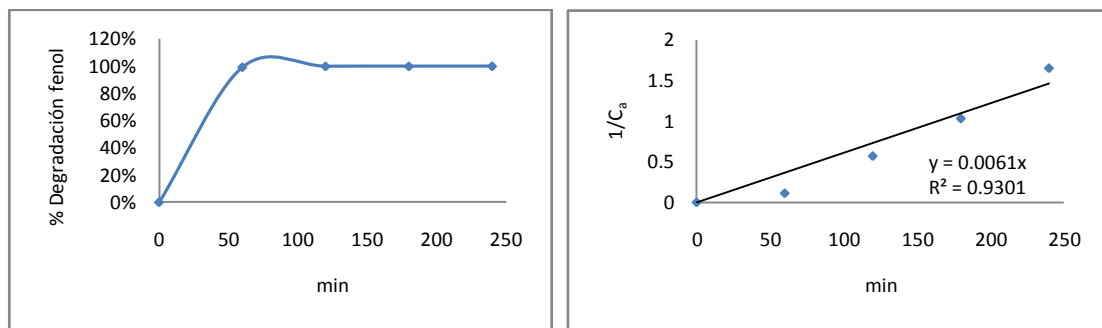 % Degradación fenol
120%
100%
80%
60%
40%
20%
0%
0 50 100 150 200 250
min
1/Cₐ
2
1.5
1
0.5
0
y = 0.0061x
R² = 0.9301
0 50 100 150 200 250
min